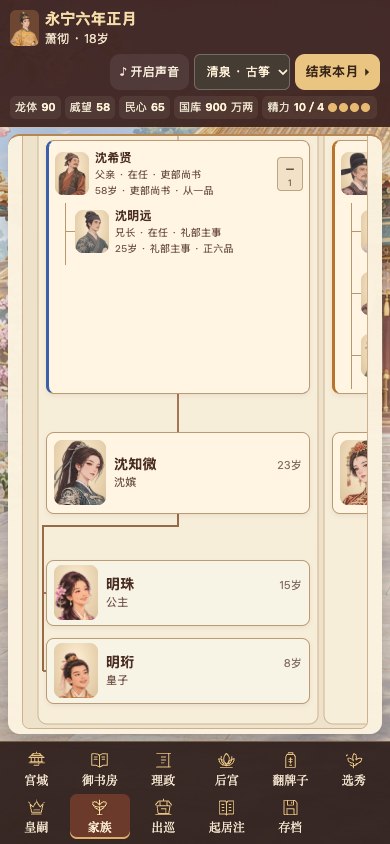 永宁六年正月
萧彻 · 18岁
♪ 开启声音
清泉 · 古筝
结束本月
龙体 90
威望 58
民心 65
国库 900 万两
精力 10 / 4
沈希贤
父亲 · 在任 · 吏部尚书
58岁 · 吏部尚书 · 从一品
−
1
沈明远
兄长 · 在任 · 礼部主事
25岁 · 礼部主事 · 正六品
沈知微
23岁
沈嫔
明珠
15岁
公主
明珩
8岁
皇子
宫城
御书房
理政
后宫
翻牌子
选秀
皇嗣
家族
出巡
起居注
存档